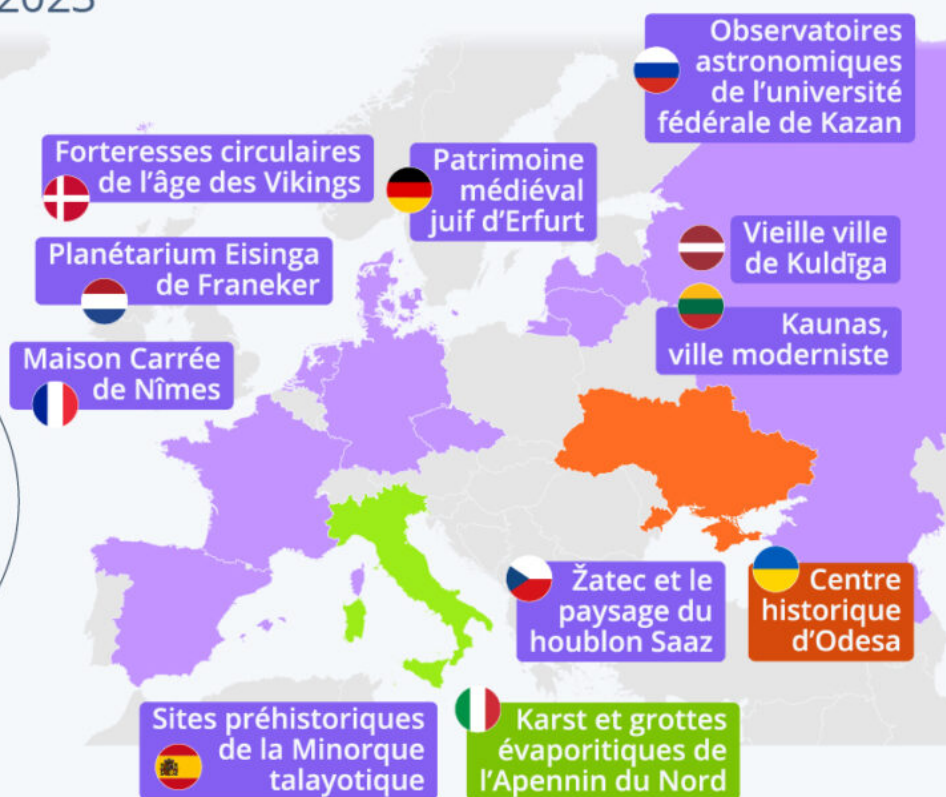 2023
Observatoires
astronomiques
de l'université
fédérale de Kazan
Forteresses circulaires
de l'âge des Vikings
Patrimoine
médiéval
juif d'Erfurt
Planétarium Eisinga
de Franeker
Vieille ville
de Kuldīga
Kaunas,
ville moderniste
Maison Carrée
de Nîmes
Žatec et le
paysage du
houblon Saaz
Centre
historique
d'Odesa
Sites préhistoriques
de la Minorque
talayotique
Karst et grottes
évaporitiques de
l'Apennin du Nord